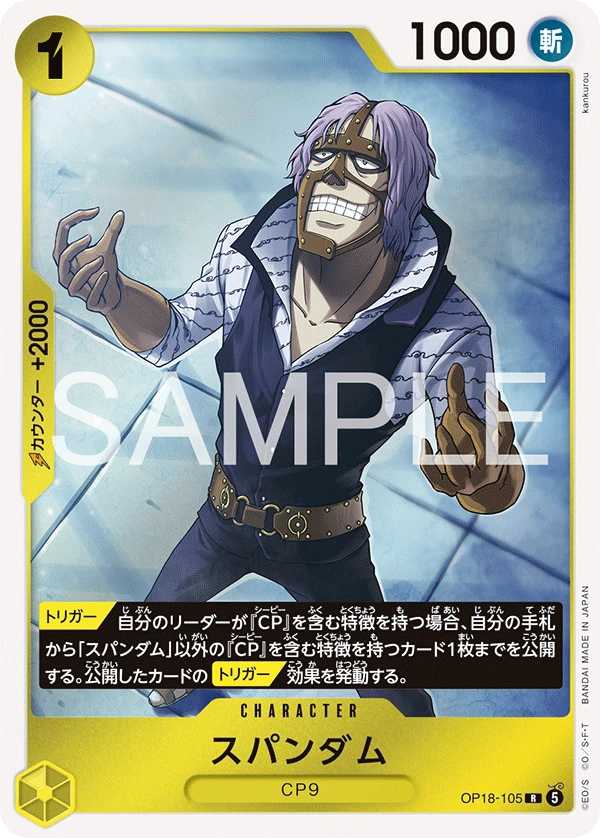 1
1000 斬
kankurou
カウンター +2000
SAMPLE
トリガー 自分のリーダーが『CP』を含む特徴を持つ場合、自分の手札
から「スパンダム」以外の『CP』を含む特徴を持つカード1枚までを公開
する。公開したカードの トリガー 効果を発動する。
CHARACTER
スパンダム
CP9
OP18-105 R 5
©E.O/S ©O/S・F・T BANDAI MADE IN JAPAN